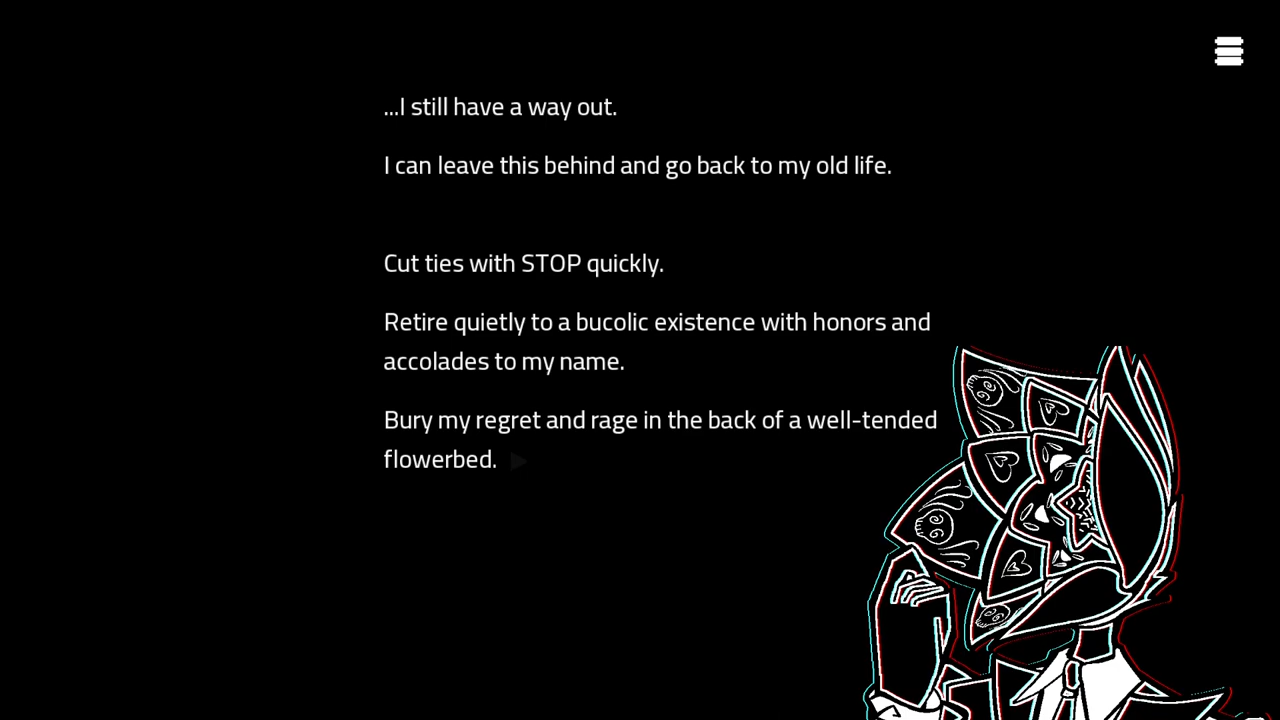 ...I still have a way out.
I can leave this behind and go back to my old life.
Cut ties with STOP quickly.
Retire quietly to a bucolic existence with honors and
accolades to my name.
Bury my regret and rage in the back of a well-tended
flowerbed.